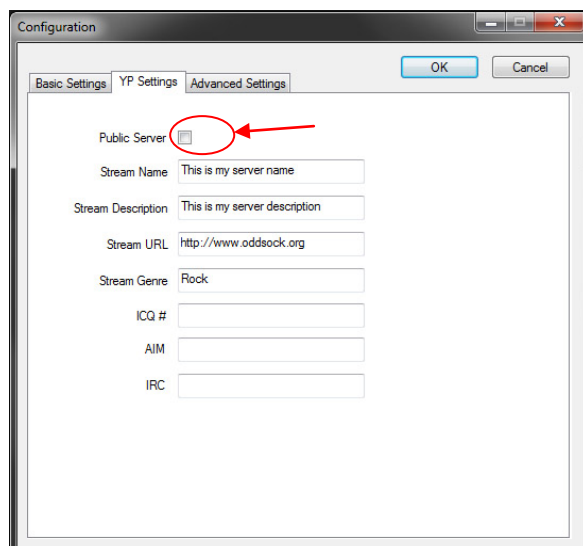 Configuration
OK
Cancel
Basic Settings
YP Settings
Advanced Settings
Public Server
Stream Name
This is my server name
Stream Description
This is my server description
Stream URL
http://www.oddsock.org
Stream Genre
Rock
ICQ #
AIM
IRC